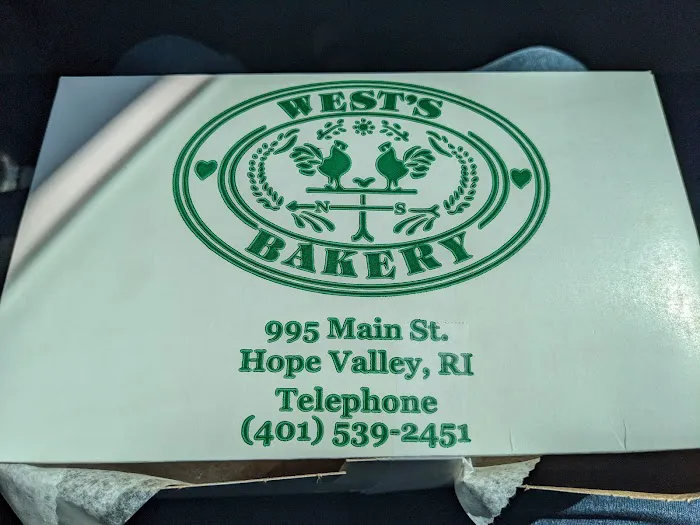 WEST'S
N S
BAKERY
995 Main St.
Hope Valley, RI
Telephone
(401) 539-2451